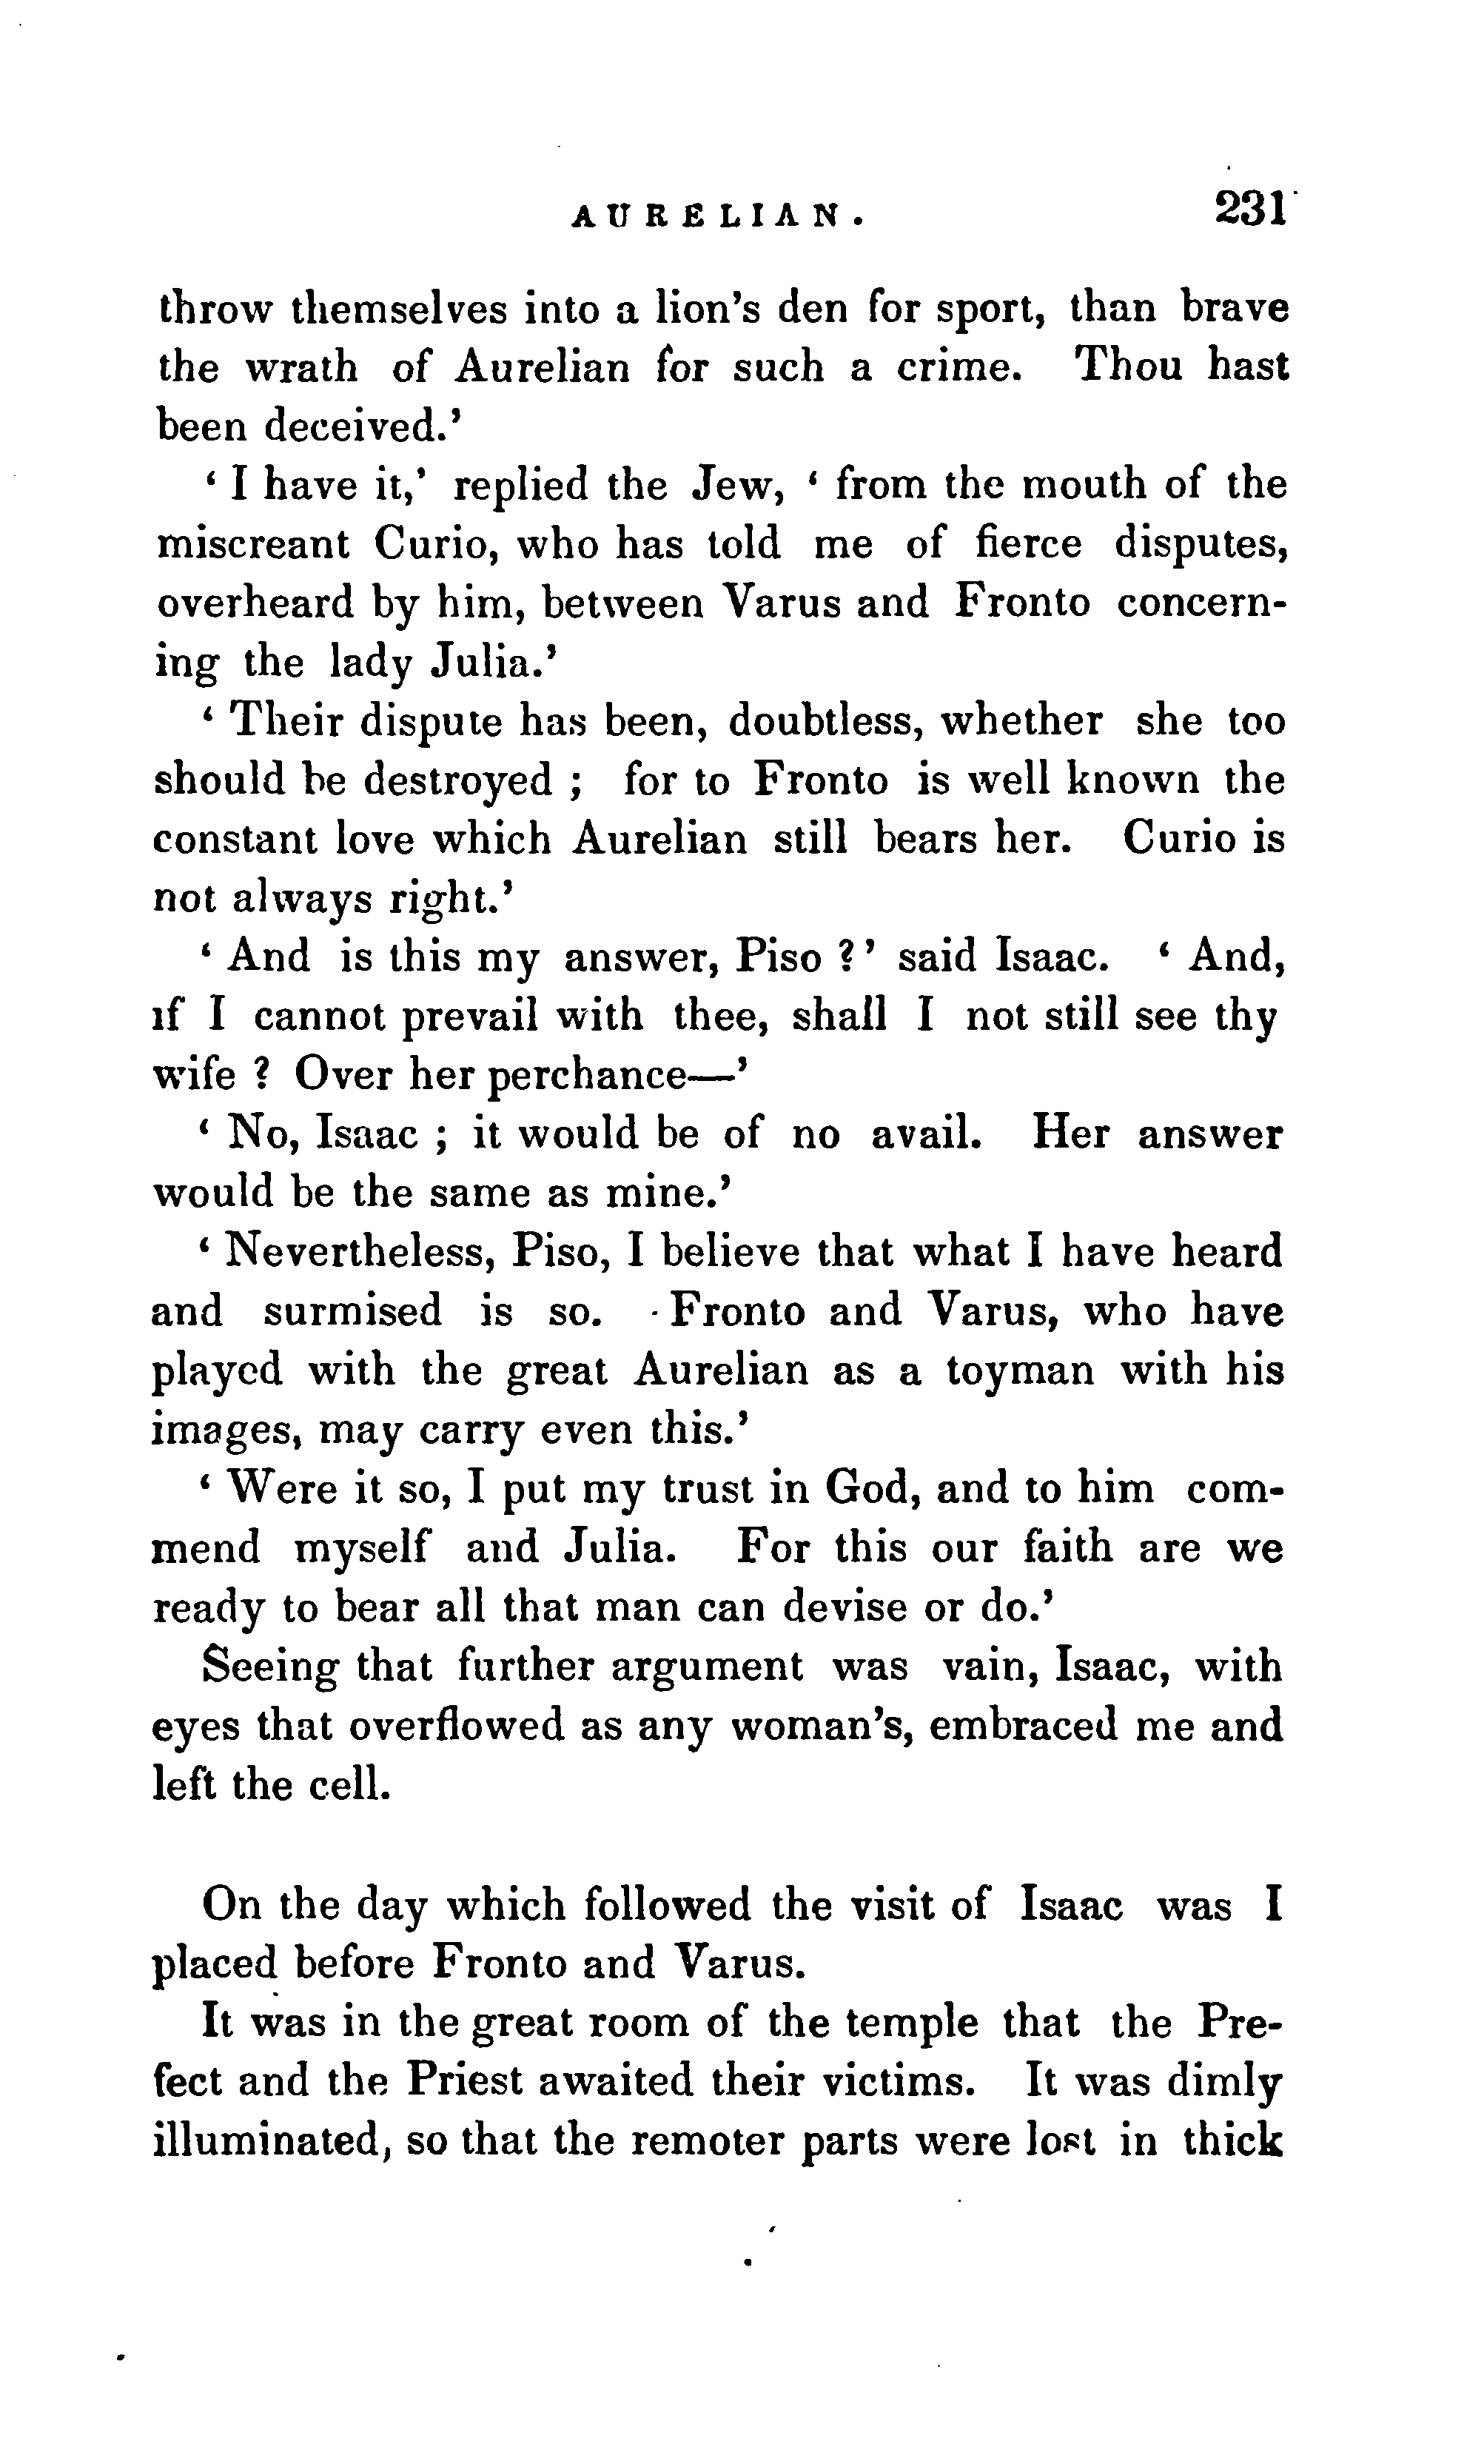 AURELIAN. 231
throw themselves into a lion's den for sport, than brave
the wrath of Aurelian for such a crime. Thou hast
been deceived.'
' I have it,' replied the Jew, ' from the mouth of the
miscreant Curio, who has told me of fierce disputes,
overheard by him, between Varus and Fronto concern-
ing the lady Julia.'
' Their dispute has been, doubtless, whether she too
should be destroyed ; for to Fronto is well known the
constant love which Aurelian still bears her. Curio is
not always right.'
' And is this my answer, Piso ?' said Isaac. ' And,
if I cannot prevail with thee, shall I not still see thy
wife ? Over her perchance—'
' No, Isaac ; it would be of no avail. Her answer
would be the same as mine.'
' Nevertheless, Piso, I believe that what I have heard
and surmised is so. Fronto and Varus, who have
played with the great Aurelian as a toyman with his
images, may carry even this.'
' Were it so, I put my trust in God, and to him com-
mend myself and Julia. For this our faith are we
ready to bear all that man can devise or do.'
Seeing that further argument was vain, Isaac, with
eyes that overflowed as any woman's, embraced me and
left the cell.
On the day which followed the visit of Isaac was I
placed before Fronto and Varus.
It was in the great room of the temple that the Pre-
fect and the Priest awaited their victims. It was dimly
illuminated, so that the remoter parts were lost in thick